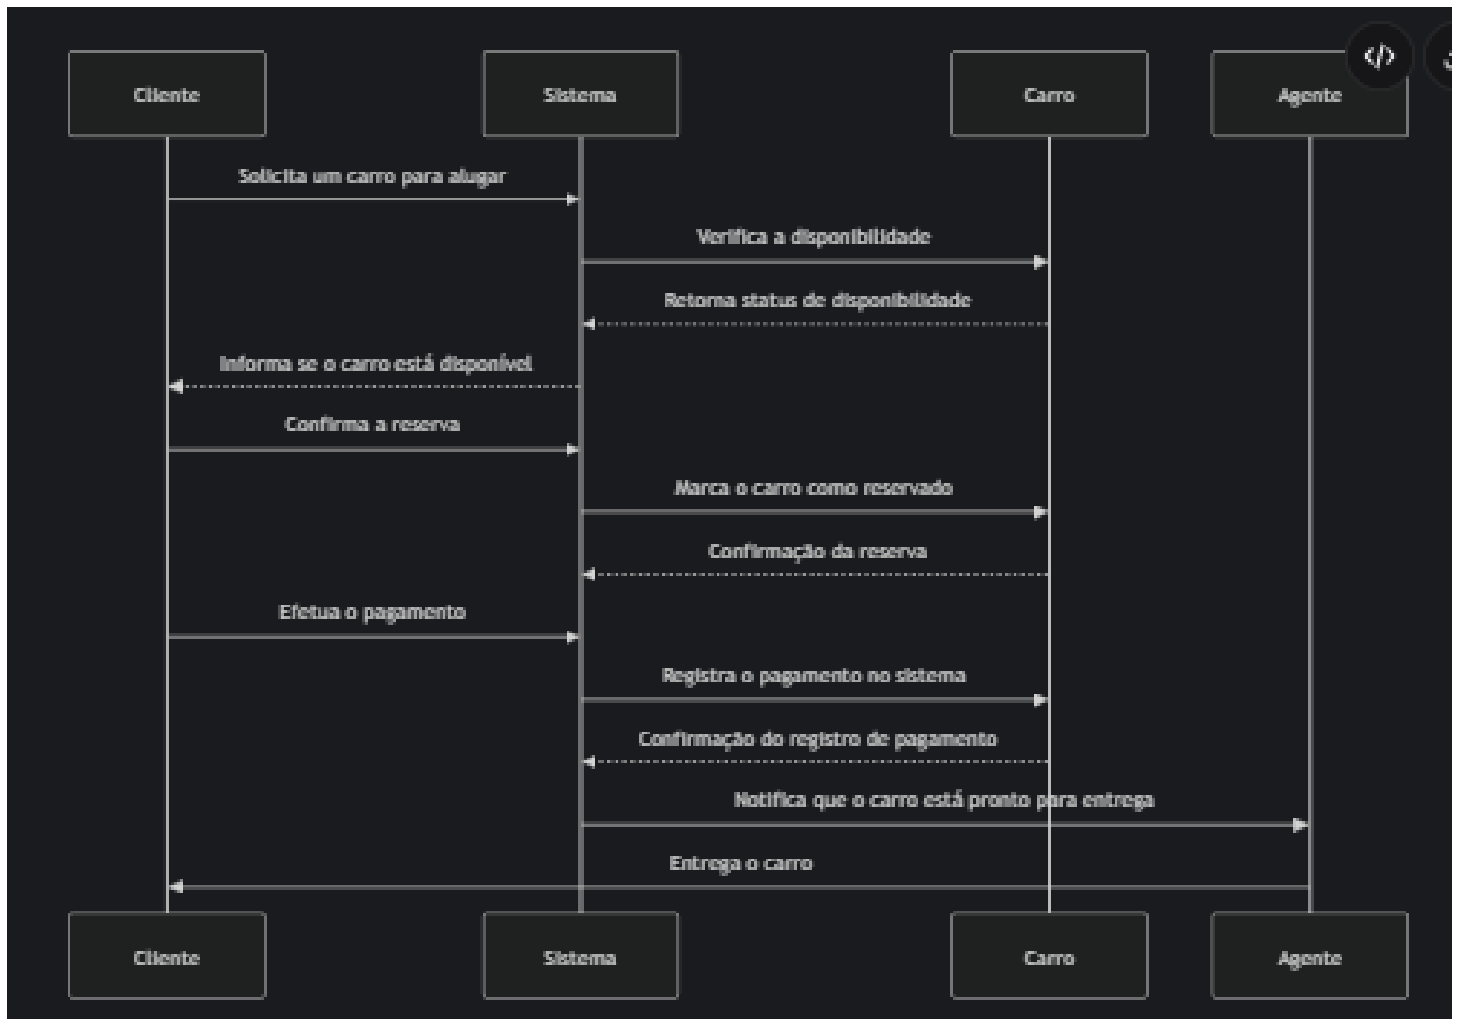 Cliente
Sistema
Carro
Agente
</>
Solicita um carro para alugar
Verifica a disponibilidade
Retorna status de disponibilidade
Informa se o carro está disponível
Confirma a reserva
Marca o carro como reservado
Confirmação da reserva
Efetua o pagamento
Registra o pagamento no sistema
Confirmação do registro de pagamento
Notifica que o carro está pronto para entrega
Entrega o carro
Cliente
Sistema
Carro
Agente